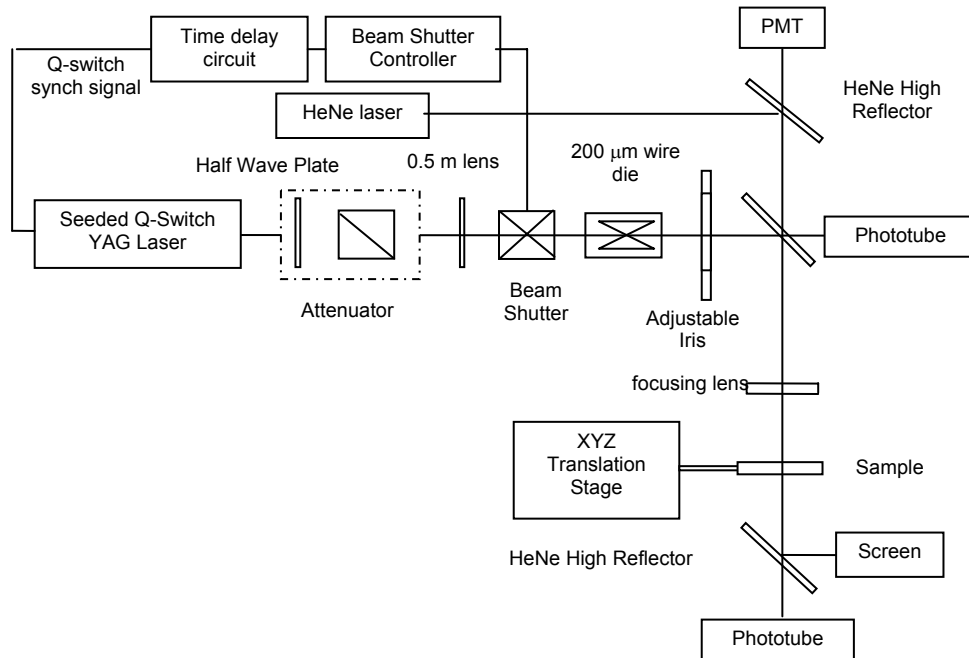 PMT
Time delay
circuit
Beam Shutter
Controller
Q-switch
synch signal
HeNe High
Reflector
HeNe laser
0.5 m lens
200 μm wire
die
Half Wave Plate
Seeded Q-Switch
YAG Laser
Phototube
Attenuator
Beam
Shutter
Adjustable
Iris
focusing lens
XYZ
Translation
Stage
Sample
HeNe High Reflector
Screen
Phototube